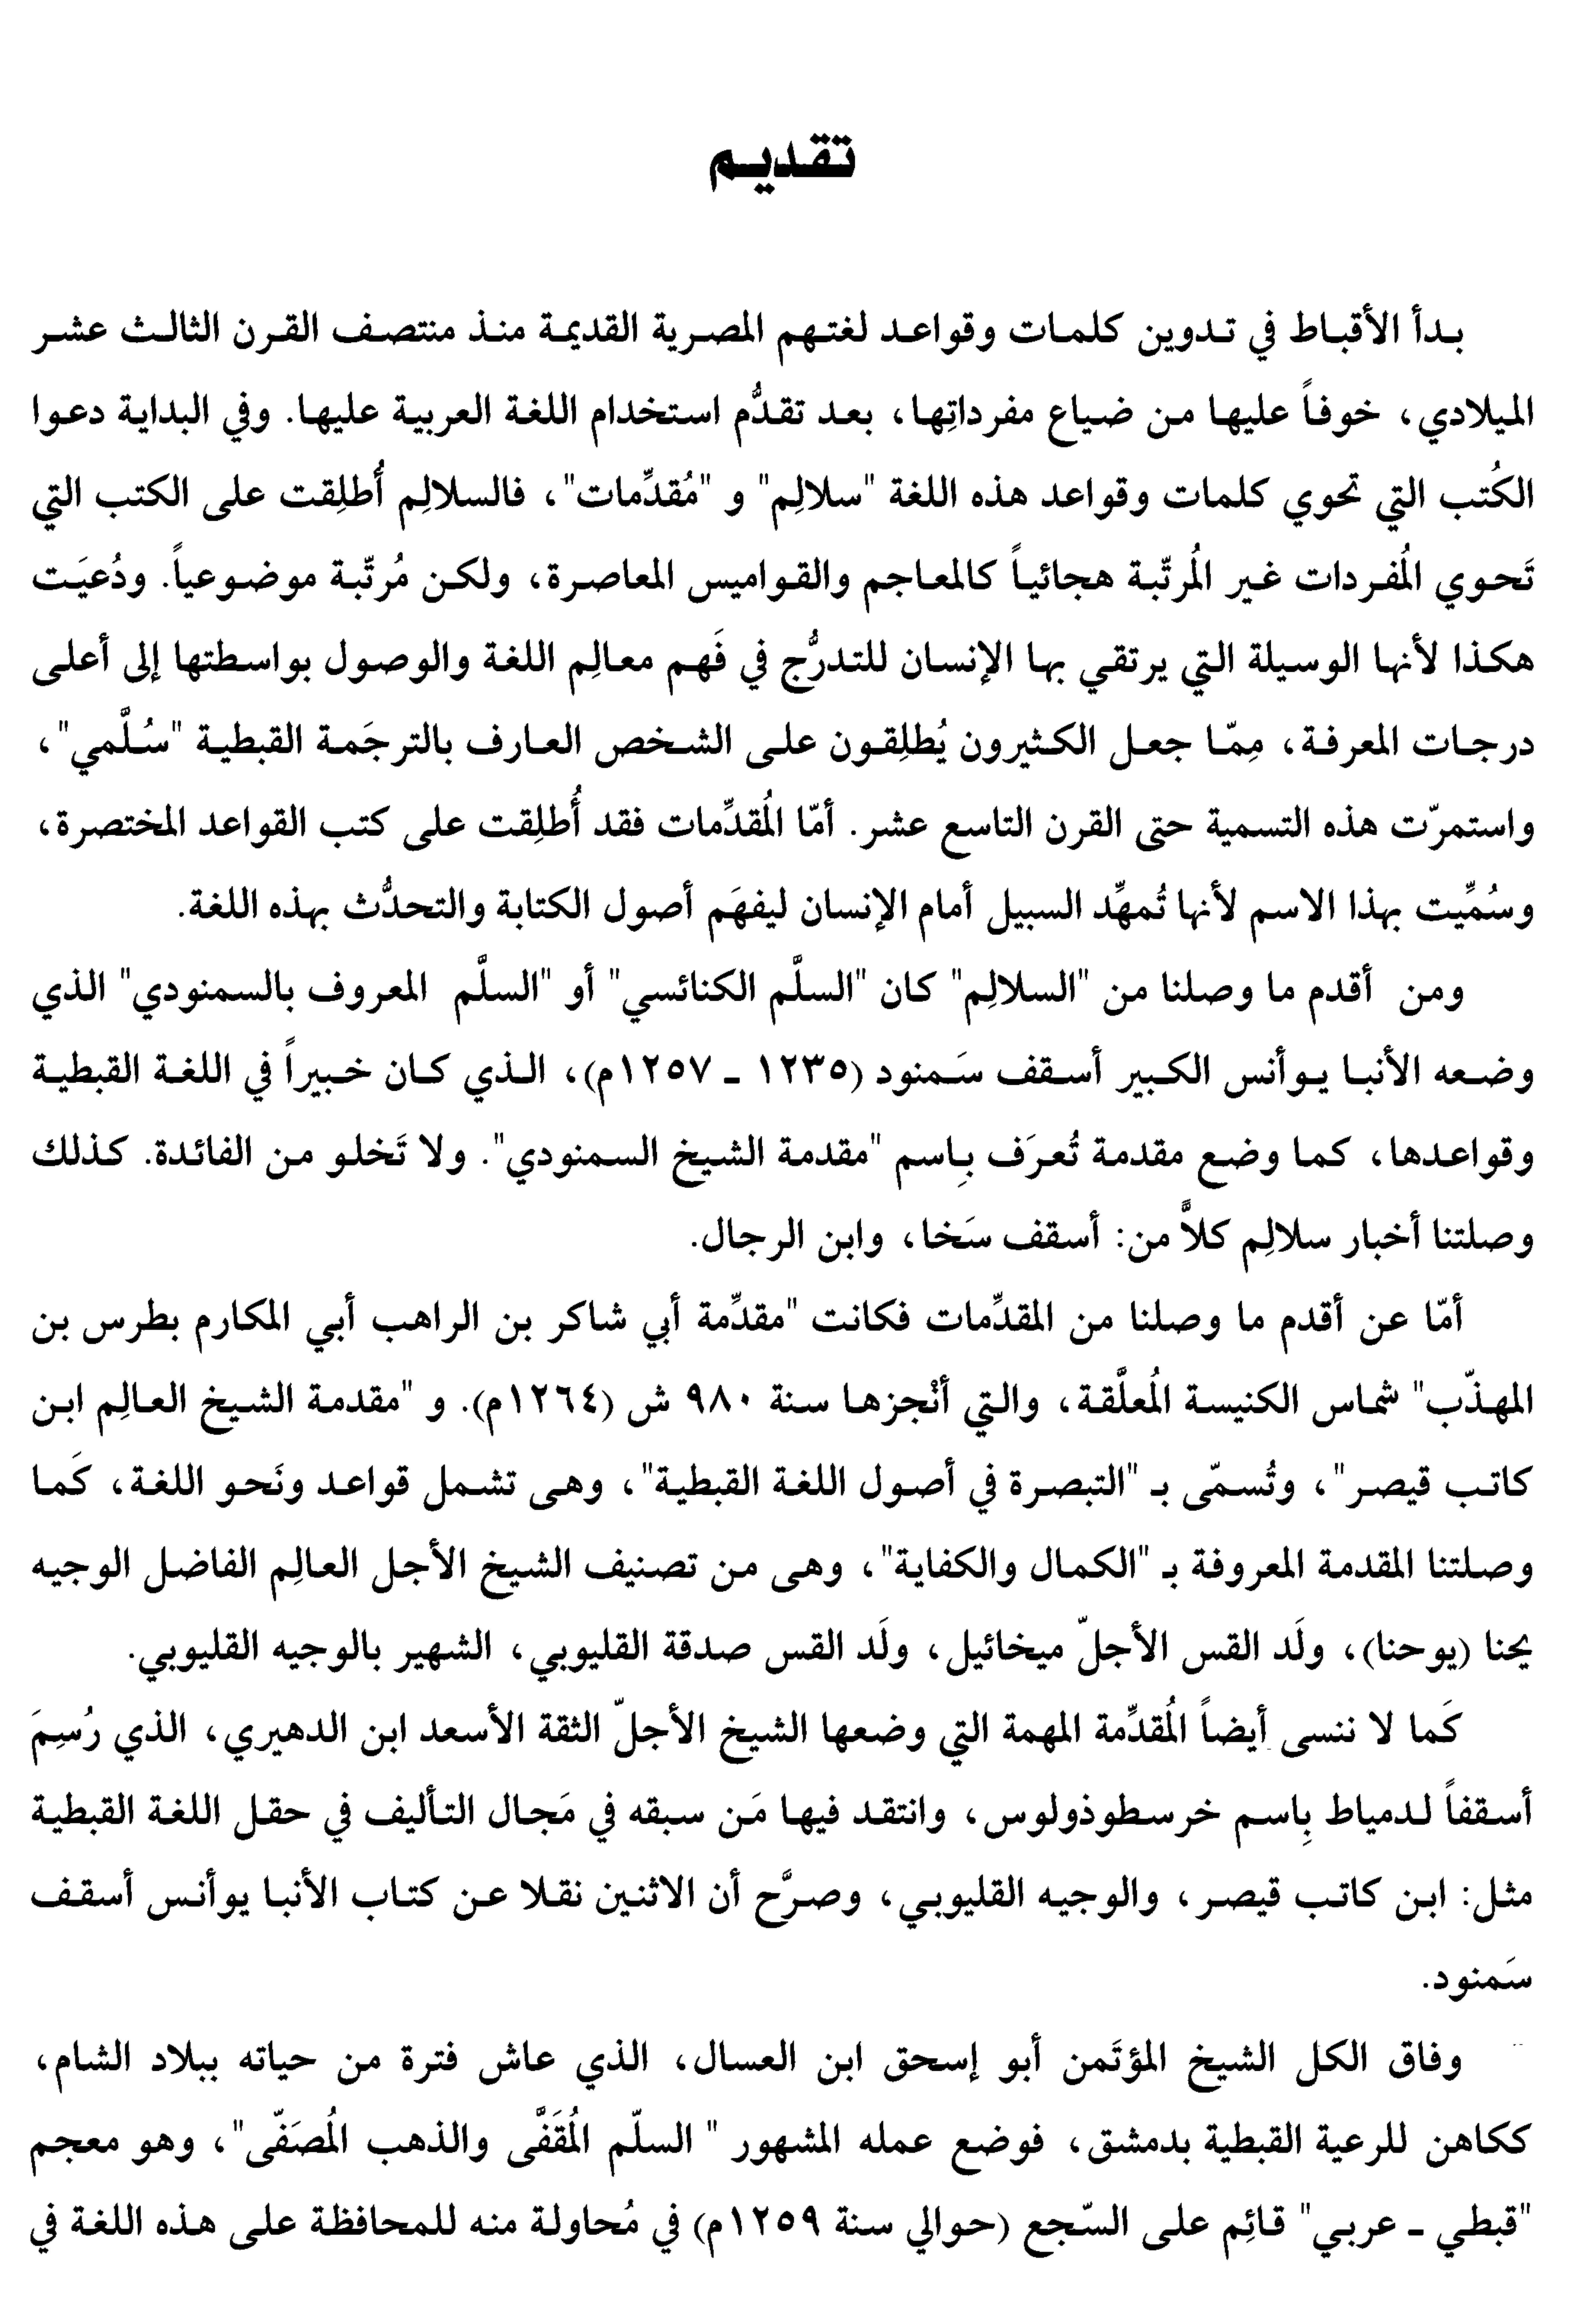 تقديم
بدأ الأقباط في تدوين كلمات وقواعد لغتهم المصرية القديمة منذ منتصف القرن الثالث عشر
الميلادي، خوفاً عليها من ضياع مفرداتِها، بعد تقدُّم استخدام اللغة العربية عليها. وفي البداية دعوا
الكُتب التي تحوي كلمات وقواعد هذه اللغة "سلالِم" و "مُقدِّمات"، فالسلالِم أُطلِقت على الكتب التي
تَحوي المُفردات غير المُرتّبة هجائياً كالمعاجم والقواميس المعاصرة، ولكن مُرتّبة موضوعياً. ودُعيَت
هكذا لأنها الوسيلة التي يرتقي بها الإنسان للتدرُّج في فَهم معالِم اللغة والوصول بواسطتها إلى أعلى
درجات المعرفة، مِمّا جعل الكثيرون يُطلِقون على الشخص العارف بالترجَمة القبطية "سُلَّمي"،
واستمرّت هذه التسمية حتى القرن التاسع عشر. أمّا المُقدِّمات فقد أُطلِقت على كتب القواعد المختصرة،
وسُمِّيت بهذا الاسم لأنها تُمهِّد السبيل أمام الإنسان ليفهَم أصول الكتابة والتحدُّث بهذه اللغة.
ومن أقدم ما وصلنا من "السلالِم" كان "السلَّم الكنائسي" أو "السلَّم المعروف بالسمنودي" الذي
وضعه الأنبا يوأنس الكبير أسقف سَمنود (١٢٣٥ ـ ١٢٥٧م)، الذي كان خبيراً في اللغة القبطية
وقواعدها، كما وضع مقدمة تُعرَف بِاسم "مقدمة الشيخ السمنودي". ولا تَخلو من الفائدة. كذلك
وصلتنا أخبار سلالِم كلاًّ من: أسقف سَخا، وابن الرجال.
أمّا عن أقدم ما وصلنا من المقدِّمات فكانت "مقدِّمة أبي شاكر بن الراهب أبي المكارم بطرس بن
المهذّب" شماس الكنيسة المُعلَّقة، والتي أنْجزها سنة ٩٨٠ ش (١٢٦٤م). و "مقدمة الشيخ العالِم ابن
كاتب قيصر"، وتُسمّى بـ "التبصرة في أصول اللغة القبطية"، وهى تشمل قواعد ونَحو اللغة، كَما
وصلتنا المقدمة المعروفة بـ "الكمال والكفاية"، وهى من تصنيف الشيخ الأجل العالِم الفاضل الوجيه
يحنا (يوحنا)، ولَد القس الأجلّ ميخائيل، ولَد القس صدقة القليوبي، الشهير بالوجيه القليوبي.
كَما لا ننسى أيضاً المُقدِّمة المهمة التي وضعها الشيخ الأجلّ الثقة الأسعد ابن الدهيري، الذي رُسِمَ
أسقفاً لدمياط بِاسم خرسطوذولوس، وانتقد فيها مَن سبقه في مَجال التأليف في حقل اللغة القبطية
مثل: ابن كاتب قيصر، والوجيه القليوبي، وصرَّح أن الاثنين نقلا عن كتاب الأنبا يوأنس أسقف
سَمنود.
وفاق الكل الشيخ المؤتَمن أبو إسحق ابن العسال، الذي عاش فترة من حياته ببلاد الشام،
ككاهن للرعية القبطية بدمشق، فوضع عمله المشهور " السلّم المُقَفَّى والذهب المُصَفّى"، وهو معجم
"قبطي ـ عربي" قائِم على السّجع (حوالي سنة ١٢٥٩م) في مُحاولة منه للمحافظة على هذه اللغة في